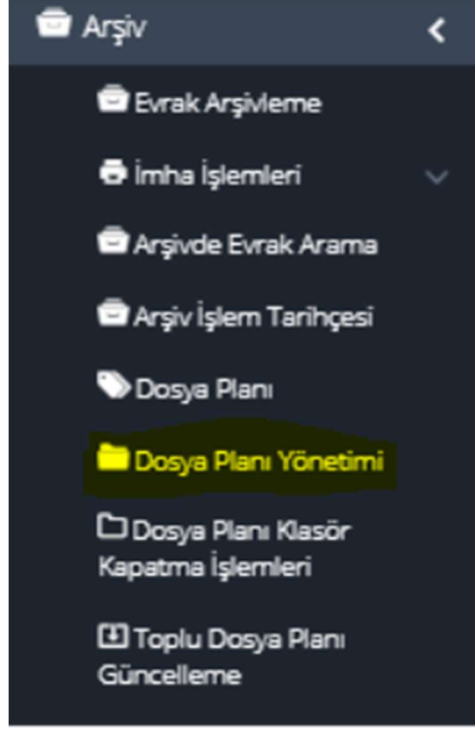 Arşiv
Evrak Arşivleme
İmha İşlemleri
Arşivde Evrak Arama
Arşiv İşlem Tarihçesi
Dosya Planı
Dosya Planı Yönetimi
Dosya Planı Klasör
Kapatma İşlemleri
Toplu Dosya Planı
Güncelleme